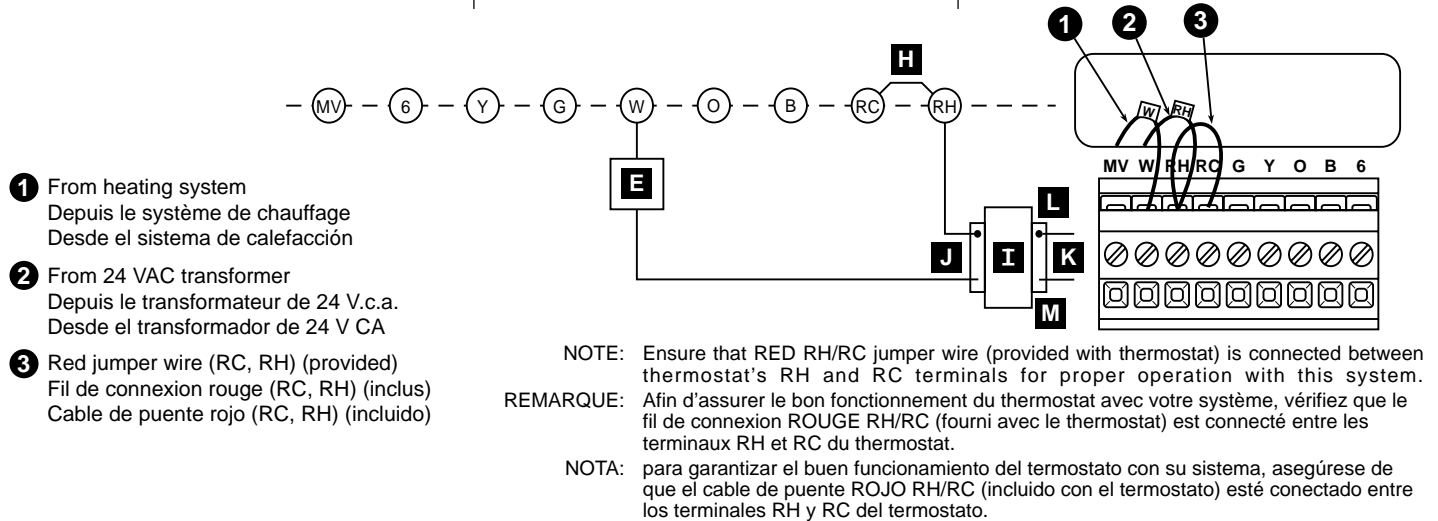 1 2 3
H
MV 6 Y G W O B RC RH
W RH
MV W RH RC G Y O B 6
E
L
J I K
M
1 From heating system
Depuis le système de chauffage
Desde el sistema de calefacción
2 From 24 VAC transformer
Depuis le transformateur de 24 V.c.a.
Desde el transformador de 24 V CA
3 Red jumper wire (RC, RH) (provided)
Fil de connexion rouge (RC, RH) (inclus)
Cable de puente rojo (RC, RH) (incluido)
NOTE: Ensure that RED RH/RC jumper wire (provided with thermostat) is connected between
thermostat's RH and RC terminals for proper operation with this system.
REMARQUE: Afin d'assurer le bon fonctionnement du thermostat avec votre système, vérifiez que le
fil de connexion ROUGE RH/RC (fourni avec le thermostat) est connecté entre les
terminaux RH et RC du thermostat.
NOTA: para garantizar el buen funcionamiento del termostato con su sistema, asegúrese de
que el cable de puente ROJO RH/RC (incluido con el termostato) esté conectado entre
los terminales RH y RC del termostato.